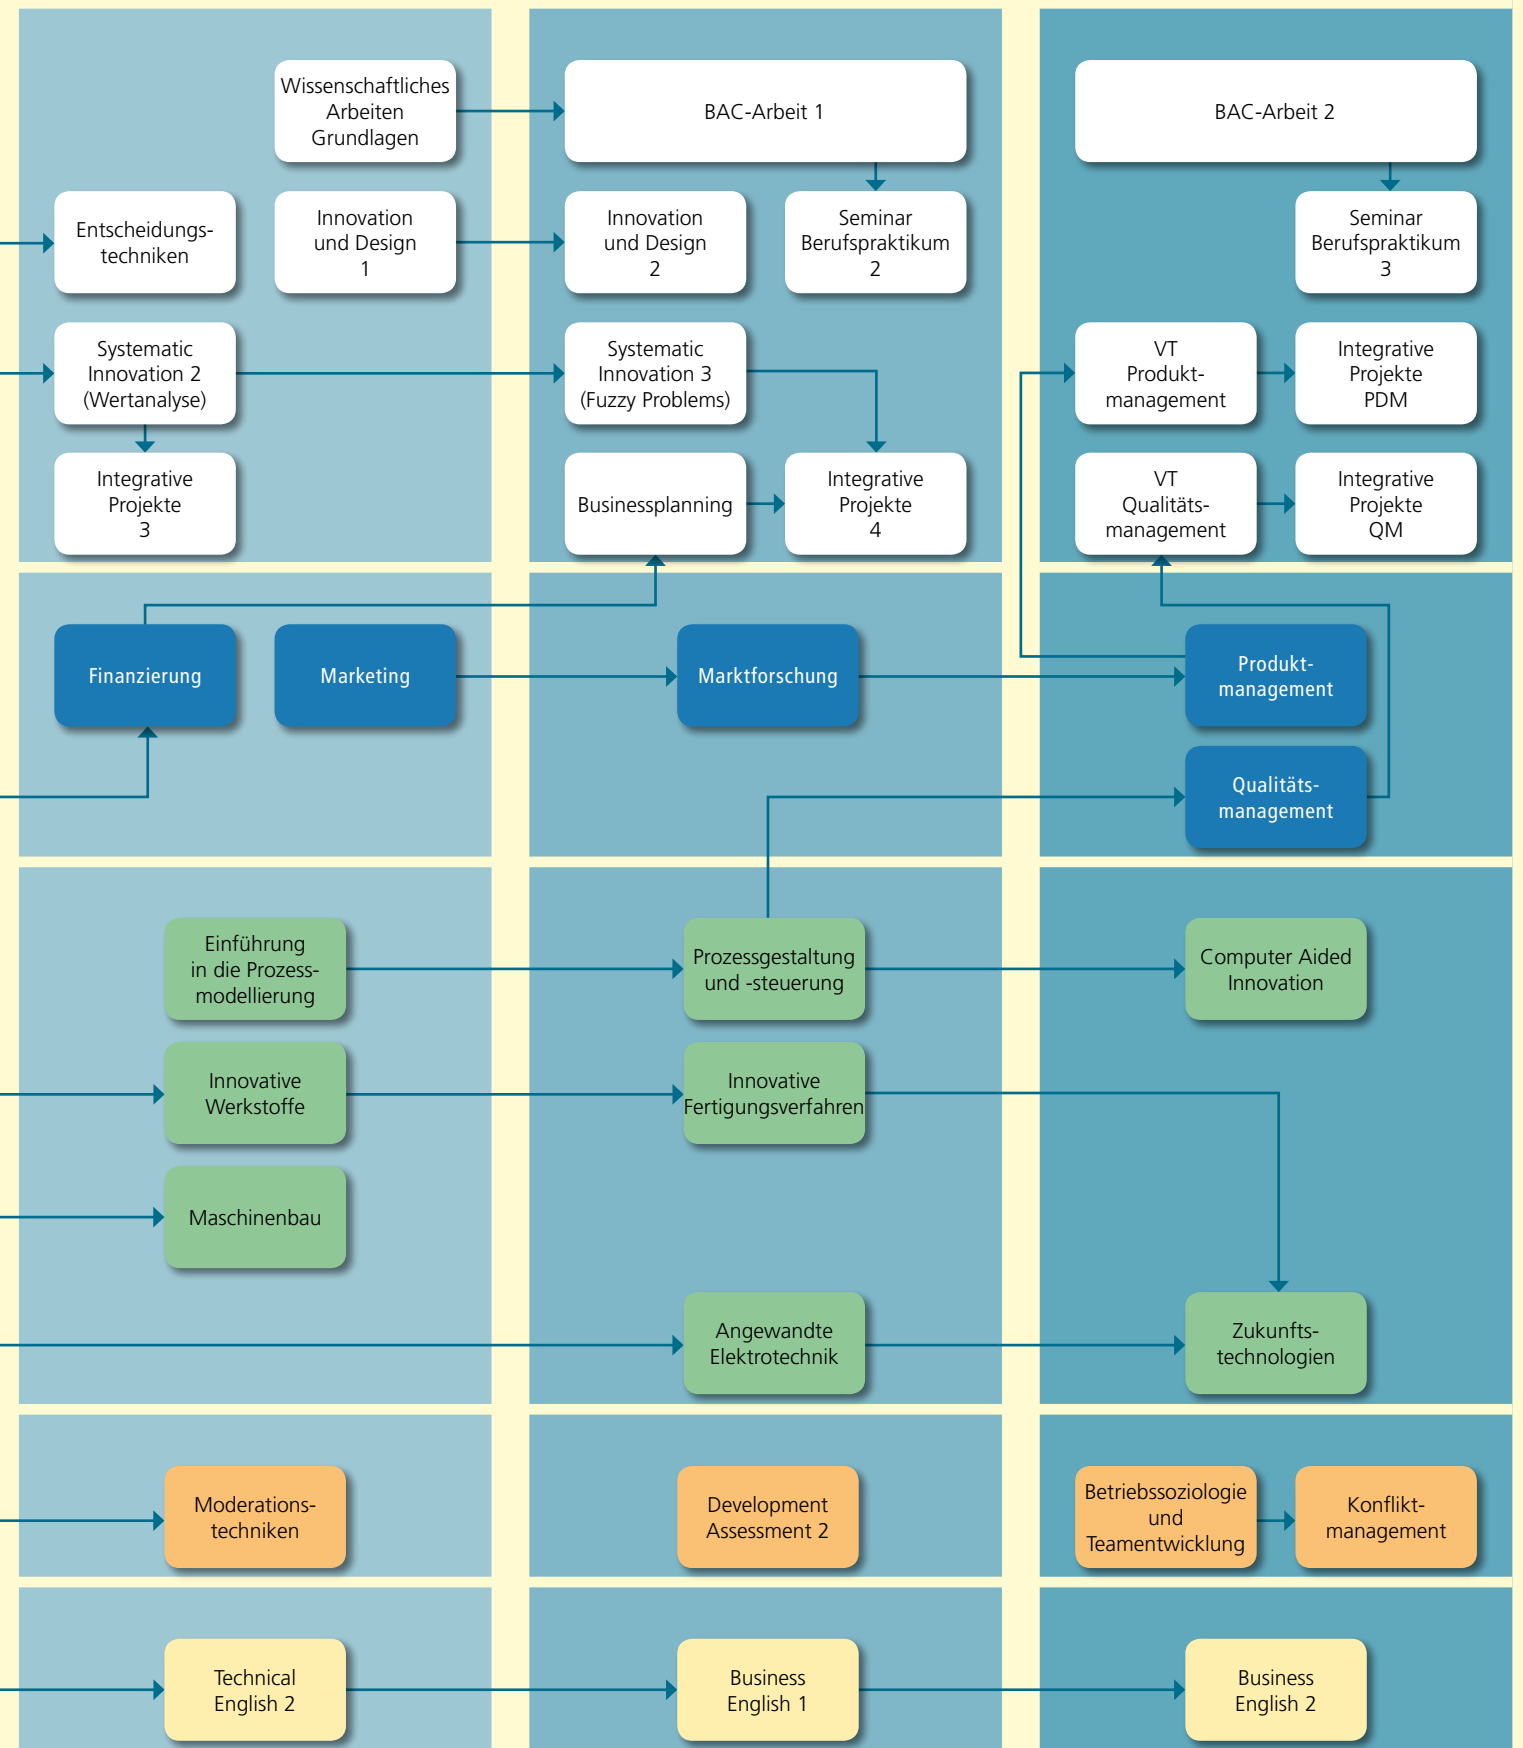 Wissenschaftliches
Arbeiten
Grundlagen
BAC-Arbeit 1
BAC-Arbeit 2
Entscheidungs-
techniken
Innovation
und Design
1
Innovation
und Design
2
Seminar
Berufspraktikum
2
Seminar
Berufspraktikum
3
Systematic
Innovation 2
(Wertanalyse)
Systematic
Innovation 3
(Fuzzy Problems)
VT
Produkt-
management
Integrative
Projekte
PDM
Integrative
Projekte
3
Businessplanning
Integrative
Projekte
4
VT
Qualitäts-
management
Integrative
Projekte
QM
Finanzierung
Marketing
Marktforschung
Produkt-
management
Qualitäts-
management
Einführung
in die Prozess-
modellierung
Prozessgestaltung
und -steuerung
Computer Aided
Innovation
Innovative
Werkstoffe
Innovative
Fertigungsverfahren
Maschinenbau
Angewandte
Elektrotechnik
Zukunfts-
technologien
Moderations-
techniken
Development
Assessment 2
Betriebssoziologie
und
Teamentwicklung
Konflikt-
management
Technical
English 2
Business
English 1
Business
English 2